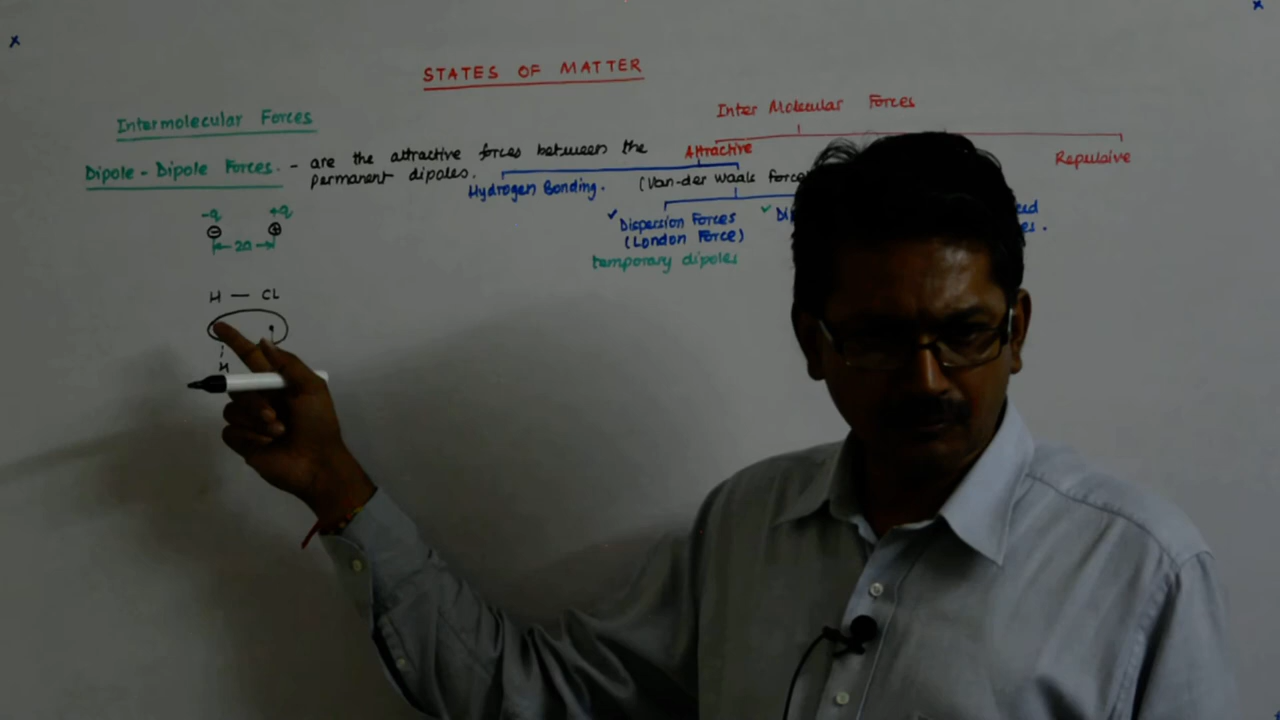 STATES OF MATTER
Intermolecular Forces
Dipole - Dipole Forces. - are the attractive forces between the
permanent dipoles.
-q +q
⊖ ⊕
|← 2a →|
H — CL
H
Inter Molecular Forces
Attractive
Repulsive
Hydrogen Bonding.
(Van-der Waals Force
✓ Dispersion Forces
(London Force)
temporary dipoles
✓
x
x